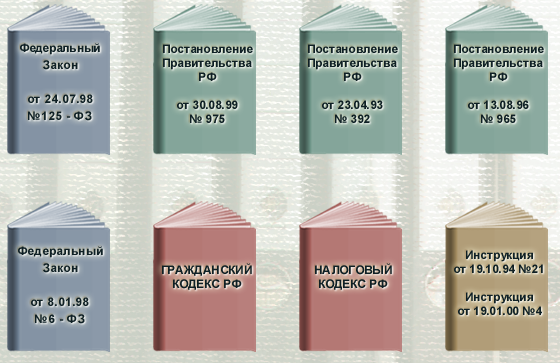 Федеральный
Закон
от 24.07.98
№125 - ФЗ
Постановление
Правительства
РФ
от 30.08.99
№ 975
Постановление
Правительства
РФ
от 23.04.93
№ 392
Постановление
Правительства
РФ
от 13.08.96
№ 965
Федеральный
Закон
от 8.01.98
№6 - ФЗ
ГРАЖДАНСКИЙ
КОДЕКС РФ
НАЛОГОВЫЙ
КОДЕКС РФ
Инструкция
от 19.10.94 №21
Инструкция
от 19.01.00 №4